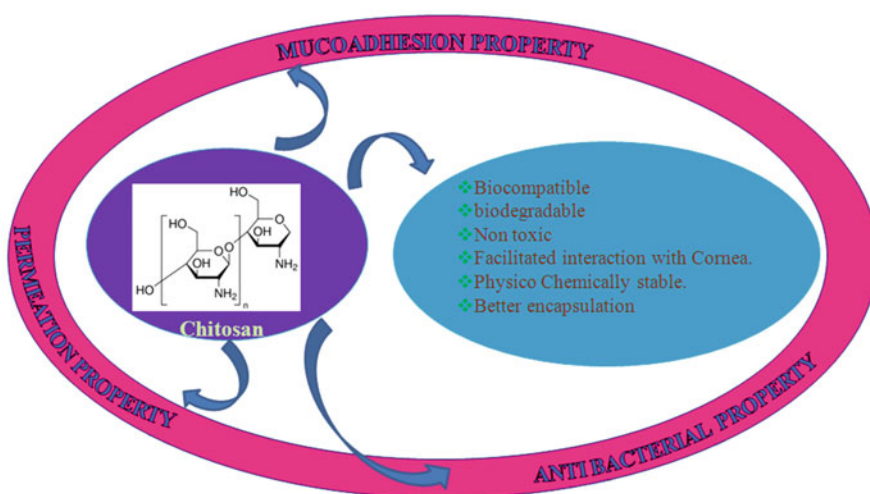 MUCOADHESION PROPERTY
PERMEATION PROPERTY
HO
HO
HO
OH
O
O
NH₂
n
HO
O
OH
NH₂
Chitosan
Biocompatible
biodegradable
Non toxic
Facilitated interaction with Cornea.
Physico Chemically stable.
Better encapsulation
ANTI BACTERIAL PROPERTY